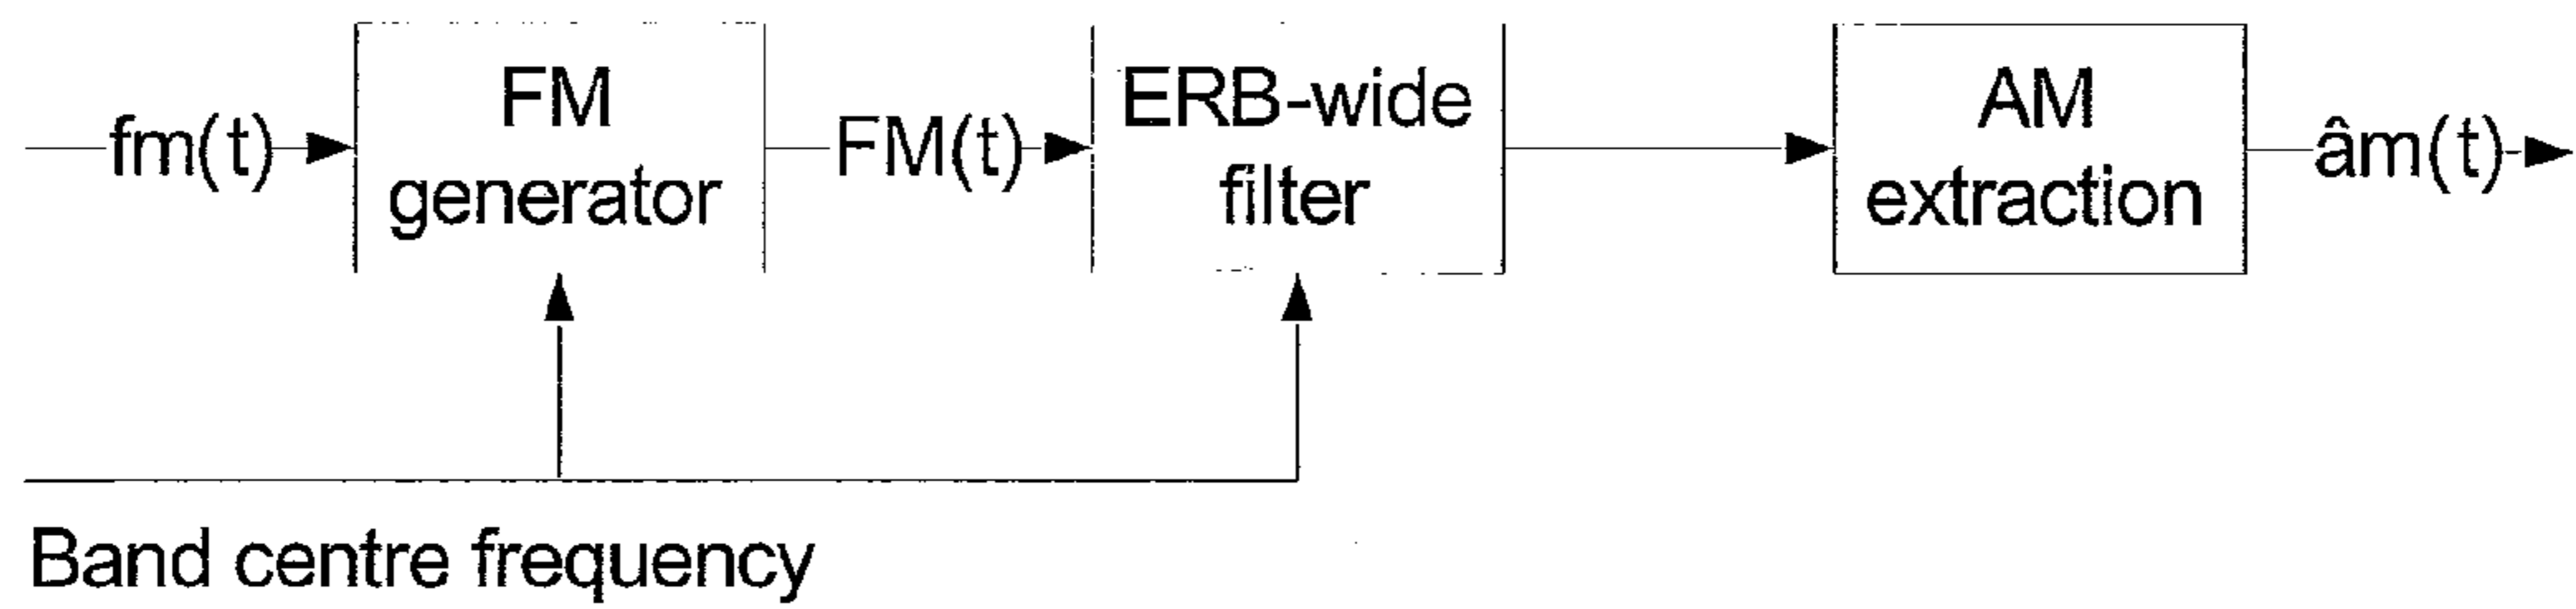 fm(t)
FM
generator
FM(t)
ERB-wide
filter
AM
extraction
âm(t)
Band centre frequency